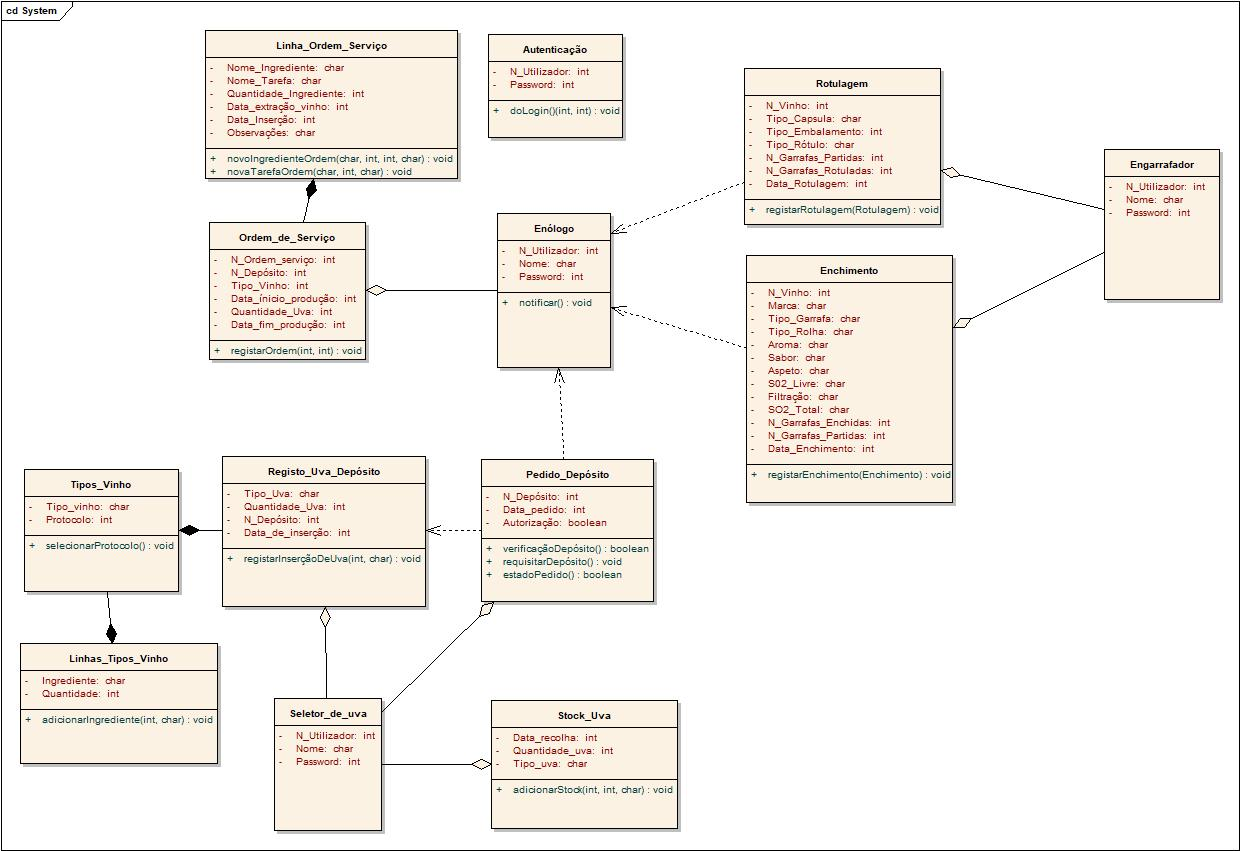 cd System
Linha_Ordem_Serviço
- Nome_Ingrediente: char
- Nome_Tarefa: char
- Quantidade_Ingrediente: int
- Data_extração_vinho: int
- Data_Inserção: int
- Observações: char
+ novoIngredienteOrdem(char, int, int, char) : void
+ novaTarefaOrdem(char, int, char) : void
Autenticação
- N_Utilizador: int
- Password: int
+ doLogin()(int, int) : void
Rotulagem
- N_Vinho: int
- Tipo_Capsula: char
- Tipo_Embalamento: int
- Tipo_Rótulo: char
- N_Garrafas_Partidas: int
- N_Garrafas_Rotuladas: int
- Data_Rotulagem: int
+ registarRotulagem(Rotulagem) : void
Engarrafador
- N_Utilizador: int
- Nome: char
- Password: int
Ordem_de_Serviço
- N_Ordem_serviço: int
- N_Depósito: int
- Tipo_Vinho: int
- Data_ínicio_produção: int
- Quantidade_Uva: int
- Data_fim_produção: int
+ registarOrdem(int, int) : void
Enólogo
- N_Utilizador: int
- Nome: char
- Password: int
+ notificar() : void
Enchimento
- N_Vinho: int
- Marca: char
- Tipo_Garrafa: char
- Tipo_Rolha: char
- Aroma: char
- Sabor: char
- Aspeto: char
- S02_Livre: char
- Filtração: char
- SO2_Total: char
- N_Garrafas_Enchidas: int
- N_Garrafas_Partidas: int
- Data_Enchimento: int
+ registarEnchimento(Enchimento) : void
Tipos_Vinho
- Tipo_vinho: char
- Protocolo: int
+ selecionarProtocolo() : void
Registo_Uva_Depósito
- Tipo_Uva: char
- Quantidade_Uva: int
- N_Depósito: int
- Data_de_inserção: int
+ registarInserçãoDeUva(int, char) : void
Pedido_Depósito
- N_Depósito: int
- Data_pedido: int
- Autorização: boolean
+ verificaçãoDepósito() : boolean
+ requisitarDepósito() : void
+ estadoPedido() : boolean
Linhas_Tipos_Vinho
- Ingrediente: char
- Quantidade: int
+ adicionarIngrediente(int, char) : void
Seletor_de_uva
- N_Utilizador: int
- Nome: char
- Password: int
Stock_Uva
- Data_recolha: int
- Quantidade_uva: int
- Tipo_uva: char
+ adicionarStock(int, int, char) : void